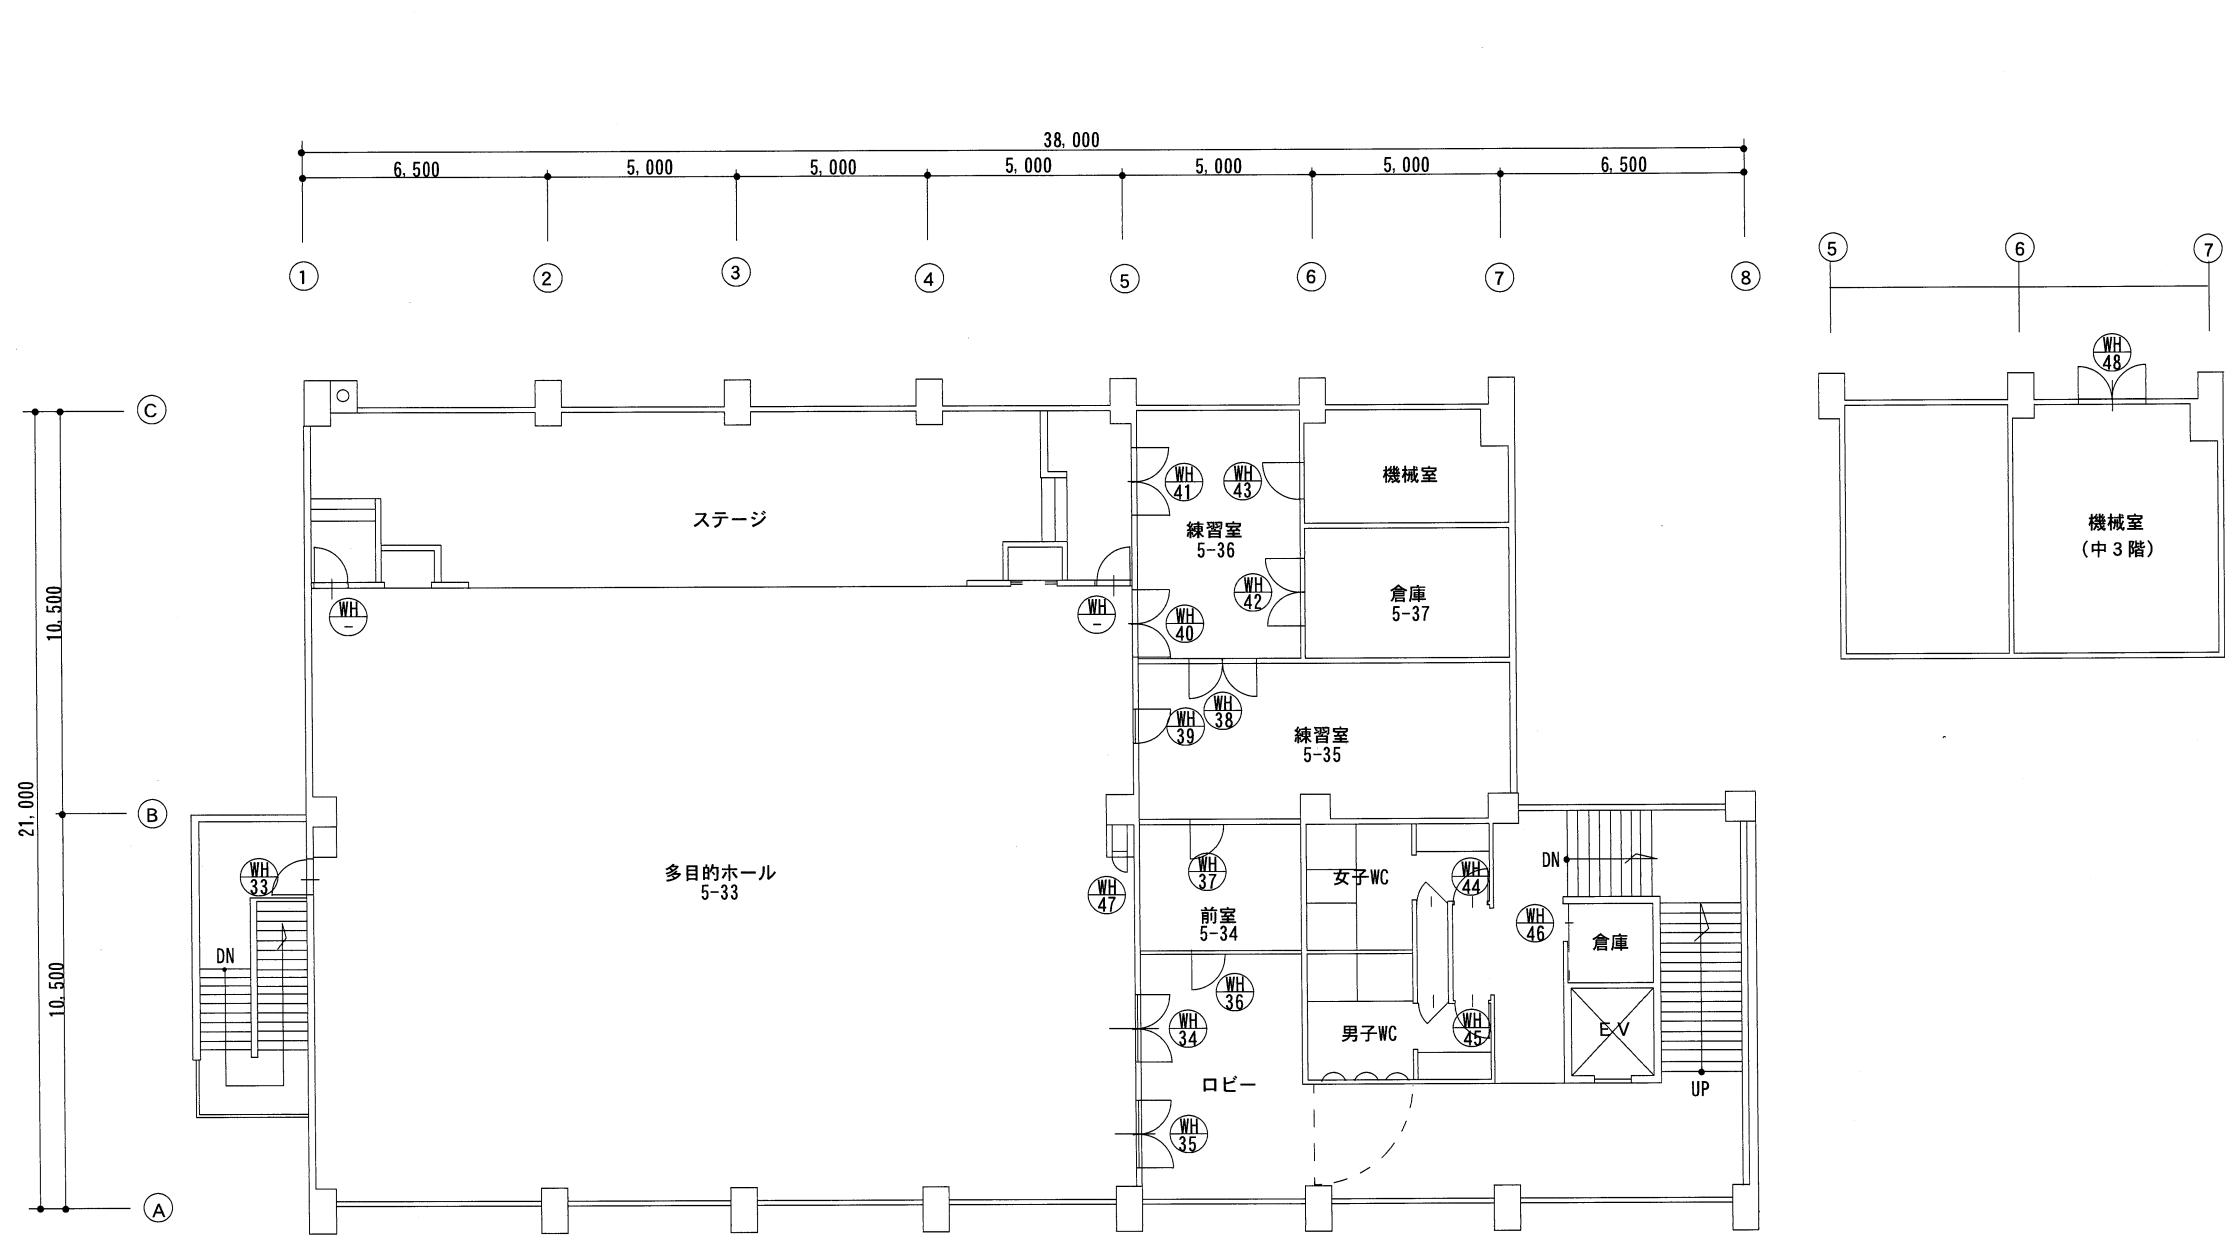 38,000
6,500
5,000
5,000
5,000
5,000
5,000
6,500
1
2
3
4
5
6
7
8
5
6
7
C
B
A
21,000
10,500
10,500
WH
48
機械室
(中3階)
ステージ
WH
41
WH
43
機械室
練習室
5-36
WH
42
倉庫
5-37
WH
-
WH
-
WH
40
WH
38
WH
39
練習室
5-35
WH
33
DN
多目的ホール
5-33
WH
47
WH
37
前室
5-34
女子WC
WH
44
DN
WH
46
倉庫
WH
36
WH
34
男子WC
WH
45
EV
ロビー
UP
WH
35